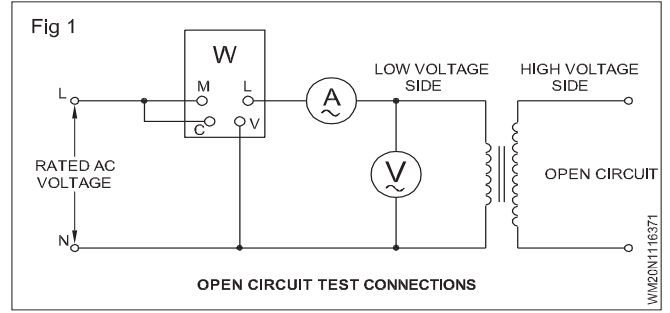 Fig 1
W
M
L
C
V
L
A
LOW VOLTAGE
SIDE
HIGH VOLTAGE
SIDE
RATED AC
VOLTAGE
V
OPEN CIRCUIT
N
OPEN CIRCUIT TEST CONNECTIONS
WM20N1116371